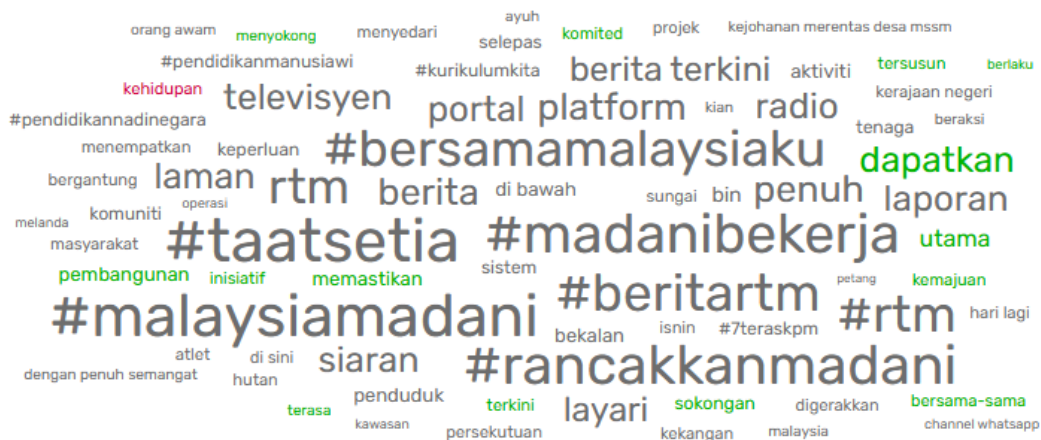 ayuh
orang awam menyokong menyedari selepas komited projek kejohanan merentas desa mssm
#pendidikanmanusiawi #kurikulumkita berita terkini aktiviti tersusun berlaku
kehidupan televisyen portal platform kian radio kerajaan negeri
#pendidikannadinegara tenaga beraksi
menempatkan keperluan #bersamamalaysiaku dapatkan
bergantung laman rtm berita di bawah sungai bin penuh laporan
melanda komuniti operasi
masyarakat #taatsetia #madanibekerja utama
pembangunan inisiatif memastikan sistem #beritartm petang kemajuan
#malaysiamadani bekalan isnin #7teraskpm #rtm hari lagi
atlet di sini siaran #rancakkanmadani
dengan penuh semangat hutan penduduk
terasa terkini layari sokongan digerakkan bersama-sama
kawasan persekutuan kekangan malaysia channel whatsapp